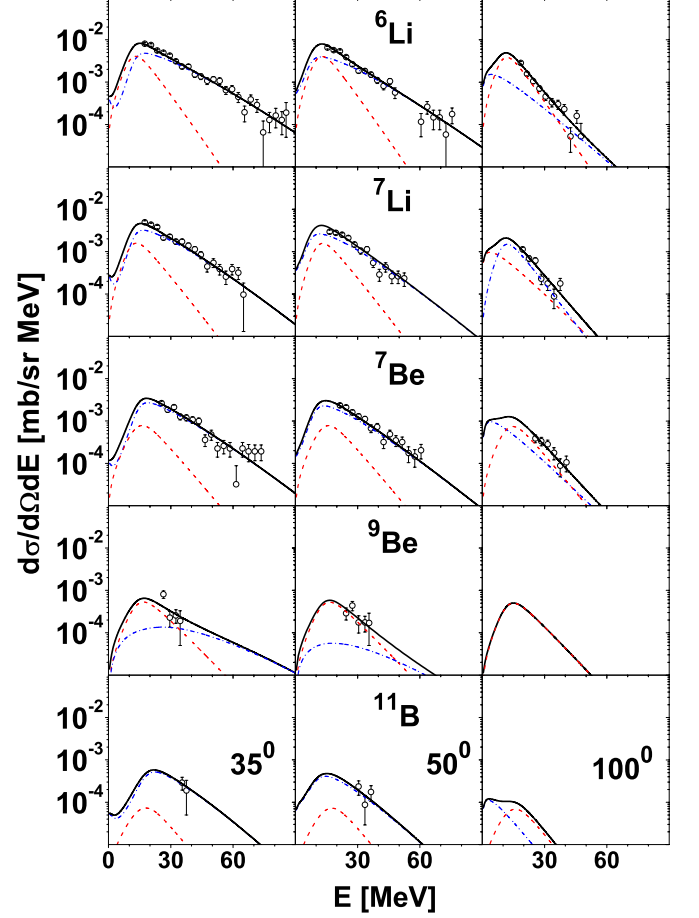 10⁻² ⁶Li
10⁻³
10⁻⁴
10⁻² ⁷Li
10⁻³
10⁻⁴
10⁻² ⁷Be
10⁻³
10⁻⁴
10⁻² ⁹Be
10⁻³
10⁻⁴
10⁻² ¹¹B
10⁻³ 35⁰ 50⁰ 100⁰
10⁻⁴
0 30 60 30 60 30 60
E [MeV]
dσ/dΩdE [mb/sr MeV]